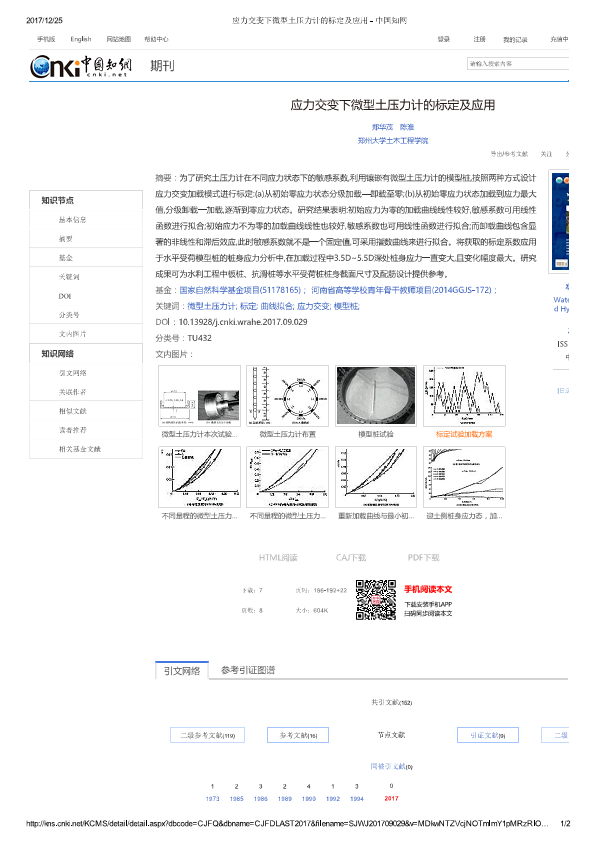 2017/12/25
应力交变下微型土压力计的标定及应用 - 中国知网
手机版 English 网站地图 帮助中心
登录 注册 我的记录 充值中
Cnki 中国知网 cnki.net 期刊
请输入搜索内容
应力交变下微型土压力计的标定及应用
郑州大学土木工程学院
导出/参考文献 关注
摘要：为了研究土压力计在不同应力状态下的敏感系数,利用镶嵌有微型土压力计的模型桩,按照两种方式设计
应力交变加载模式进行标定:(a)从初始零应力状态分级加载—卸载至零;(b)从初始零应力状态加载到应力最大
值,分级卸载—加载,逐渐到零应力状态。研究结果表明:初始应力为零的加载曲线线性较好,敏感系数可用线性
函数进行拟合;初始应力不为零的加载曲线线性也较好,敏感系数也可用线性函数进行拟合;而卸载曲线包含显
著的非线性和滞后效应,此时敏感系数就不是一个固定值,可采用指数曲线来进行拟合。将获取的标定系数应用
于水平受荷模型桩的桩身应力分析中,在加载过程中3.5D~5.5D深处桩身应力一直变大,且变化幅度最大。研究
成果可为水利工程中板桩、抗滑桩等水平受荷桩桩身截面尺寸及配筋设计提供参考。
基金：国家自然科学基金项目(51178165)； 河南省高等学校青年骨干教师项目(2014GGJS-172)；
关键词：微型土压力计; 标定; 曲线拟合; 应力交变; 模型桩;
DOI：10.13928/j.cnki.wrahe.2017.09.029
分类号：TU432
文内图片：
知识节点
基本信息
摘要
基金
关键词
DOI
分类号
文内图片
知识网络
引文网络
关联作者
相似文献
读者推荐
相关基金文献
Wate
d Hy
ISS
微型土压力计本次试验... 微型土压力计布置 模型桩试验 标定试验加载方案
不同量程的微型土压力... 不同量程的微型土压力... 重新加载曲线与最小初... 迎土侧桩身应力态，加...
HTML阅读 CAJ下载 PDF下载
下载：7 页码：186-192+22
页数：8 大小：604K
手机阅读本文
下载安装手机APP
扫码同步阅读本文
引文网络 参考引证图谱
共引文献(152)
二级参考文献(119) 参考文献(16) 节点文献 引证文献(0) 二级
同被引文献(0)
1 2 3 2 4 1 3 0
1973 1985 1986 1989 1990 1992 1994 2017
1/2